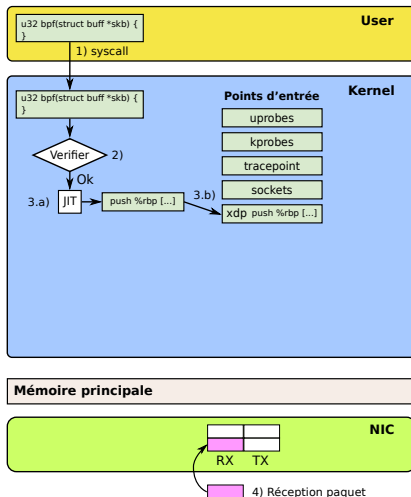 User
u32 bpf(struct buff *skb) {
}
1) syscall
Kernel
u32 bpf(struct buff *skb) {
}
Verifier
2)
Ok
3.a)
JIT
push %rbp [...]
3.b)
Points d'entrée
uprobes
kprobes
tracepoint
sockets
xdp push %rbp [...]
Mémoire principale
NIC
RX TX
4) Réception paquet